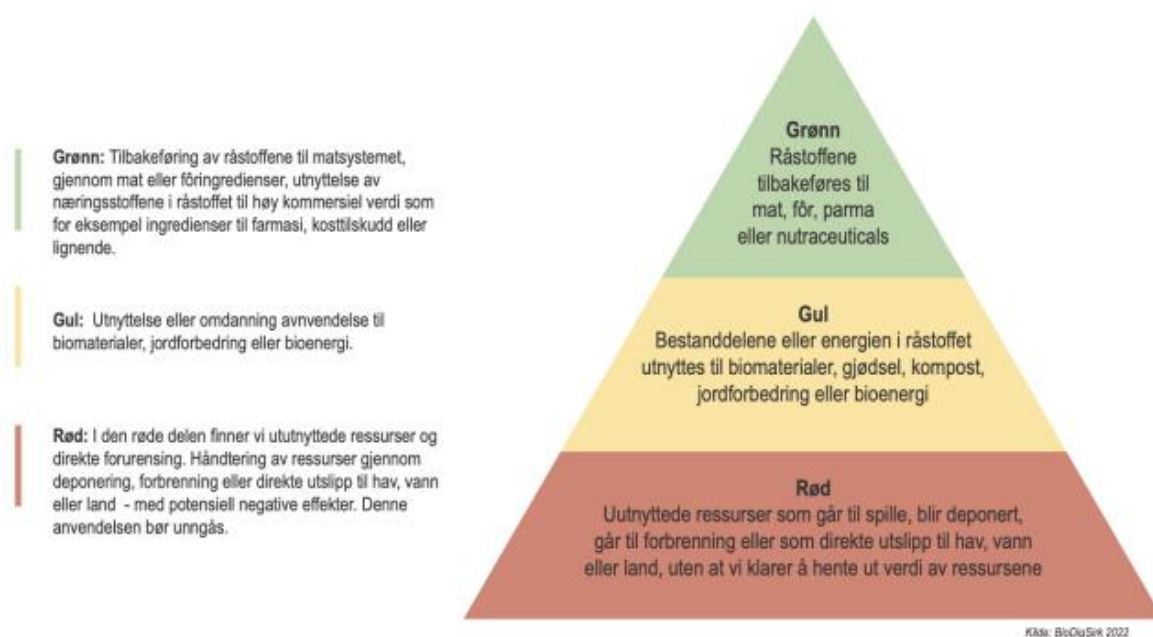 Grønn: Tilbakeføring av råstoffene til matsystemet,
gjennom mat eller fôringredienser, utnyttelse av
næringsstoffene i råstoffet til høy kommersiel verdi som
for eksempel ingredienser til farmasi, kosttilskudd eller
lignende.
Gul: Utnyttelse eller omdanning avnvendelse til
biomaterialer, jordforbedring eller bioenergi.
Rød: I den røde delen finner vi ututnyttede ressurser og
direkte forurensing. Håndtering av ressurser gjennom
deponering, forbrenning eller direkte utslipp til hav, vann
eller land - med potensiell negative effekter. Denne
anvendelsen bør unngås.
Grønn
Råstoffene
tilbakeføres til
mat, fôr, parma
eller nutraceuticals
Gul
Bestanddelene eller energien i råstoffet
utnyttes til biomaterialer, gjødsel, kompost,
jordforbedring eller bioenergi
Rød
Uutnyttede ressurser som går til spille, blir deponert,
går til forbrenning eller som direkte utslipp til hav, vann
eller land, uten at vi klarer å hente ut verdi av ressursene
Kilde: BioDigSirk 2022